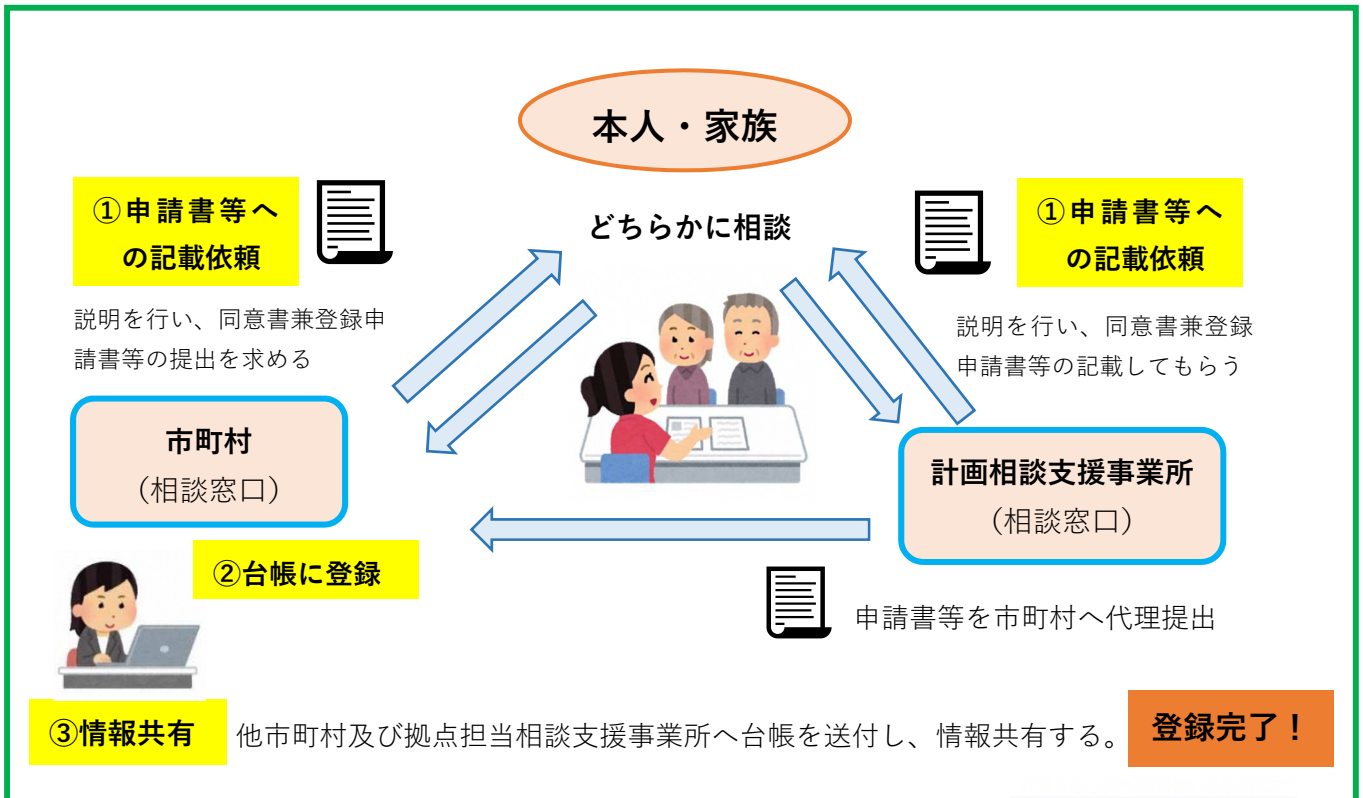 本人・家族
どちらかに相談
①申請書等へ
の記載依頼
説明を行い、同意書兼登録申
請書等の提出を求める
①申請書等へ
の記載依頼
説明を行い、同意書兼登録
申請書等の記載してもらう
市町村
（相談窓口）
計画相談支援事業所
（相談窓口）
②台帳に登録
申請書等を市町村へ代理提出
③情報共有
他市町村及び拠点担当相談支援事業所へ台帳を送付し、情報共有する。
登録完了！